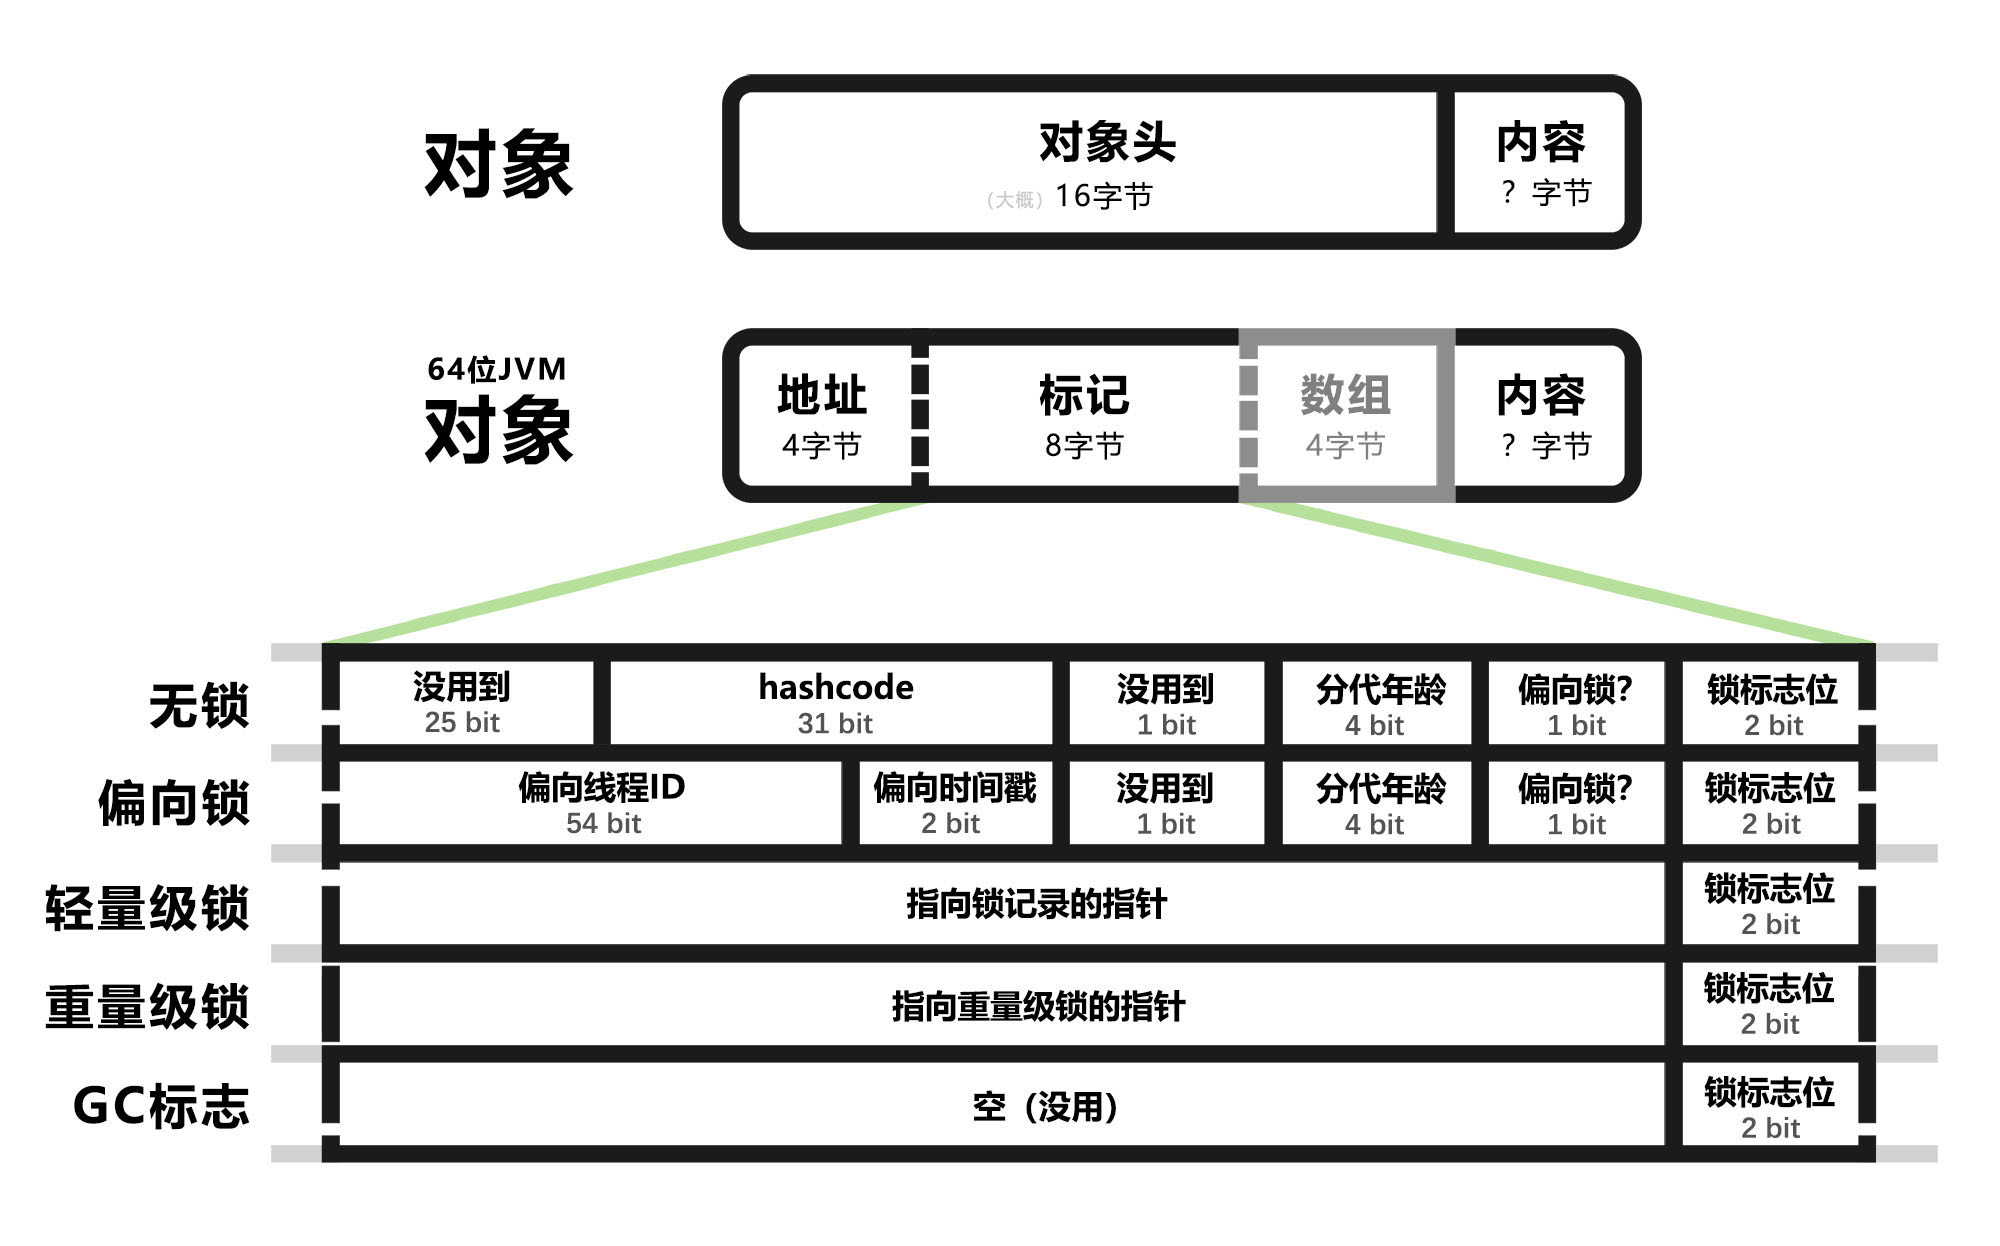 对象
对象头
(大概) 16字节
内容
? 字节
64位JVM
对象
地址
4字节
标记
8字节
数组
4字节
内容
? 字节
无锁
没用到
25 bit
hashcode
31 bit
没用到
1 bit
分代年龄
4 bit
偏向锁?
1 bit
锁标志位
2 bit
偏向锁
偏向线程ID
54 bit
偏向时间戳
2 bit
没用到
1 bit
分代年龄
4 bit
偏向锁?
1 bit
锁标志位
2 bit
轻量级锁
指向锁记录的指针
锁标志位
2 bit
重量级锁
指向重量级锁的指针
锁标志位
2 bit
GC标志
空（没用）
锁标志位
2 bit